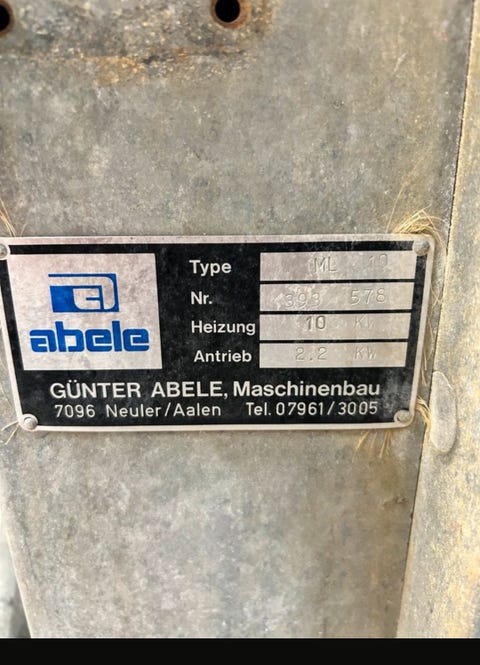 abele
Type ML 10
Nr. 393 578
Heizung 10 KW
Antrieb 2.2 KW
GÜNTER ABELE, Maschinenbau
7096 Neuler/Aalen Tel. 07961/3005